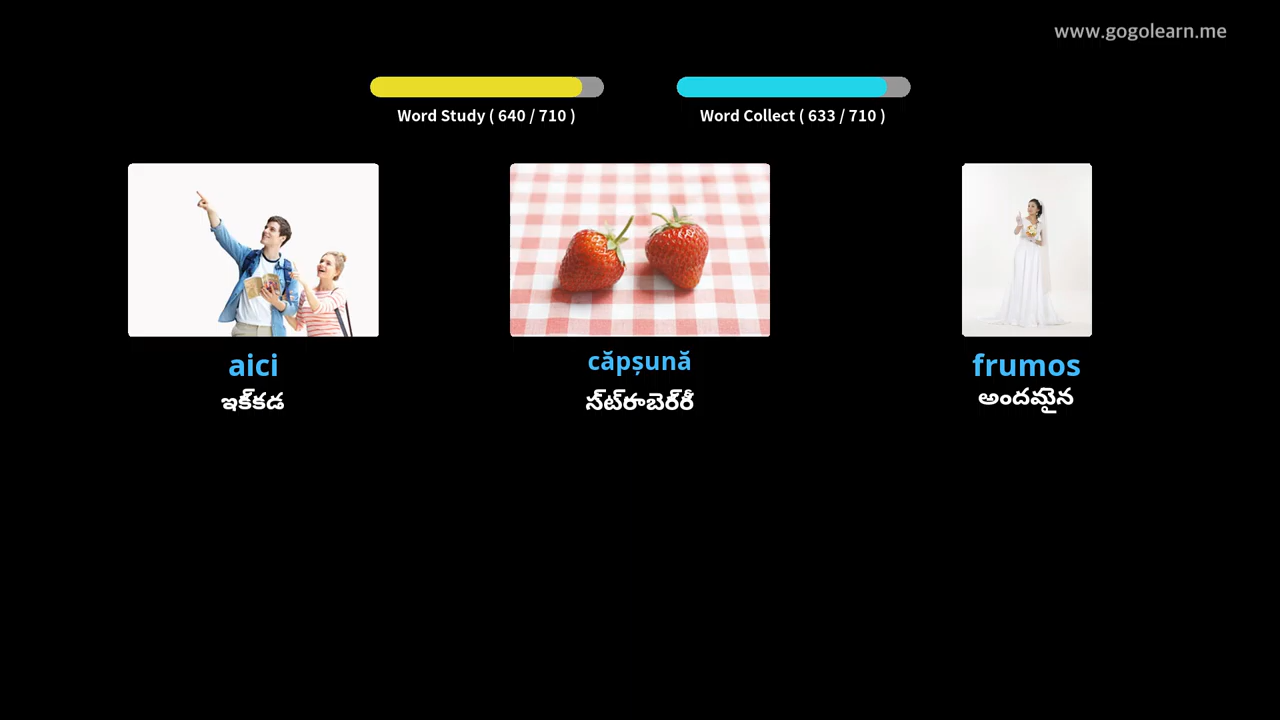 www.gogolearn.me
Word Study ( 640 / 710 )
Word Collect ( 633 / 710 )
aici
căpșună
frumos
ఇక్కడ
స్ట్రాబెర్రీ
అందమైన